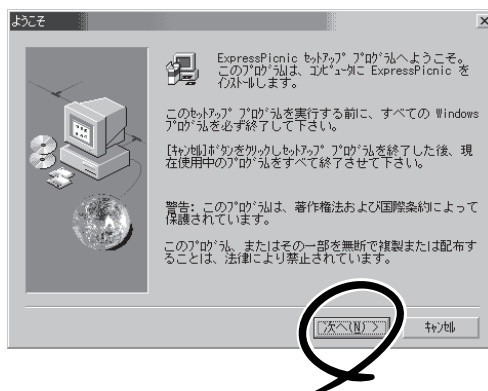 ようこそ
ExpressPicnic ｾｯﾄｱｯﾌﾟ ﾌﾟﾛｸﾞﾗﾑへようこそ。
このﾌﾟﾛｸﾞﾗﾑは、ｺﾝﾋﾟｭｰﾀに ExpressPicnic を
ｲﾝｽﾄｰﾙします。
このｾｯﾄｱｯﾌﾟ ﾌﾟﾛｸﾞﾗﾑを実行する前に、すべての Windows
ﾌﾟﾛｸﾞﾗﾑを必ず終了して下さい。
[ｷｬﾝｾﾙ]ﾎﾞﾀﾝをｸﾘｯｸしｾｯﾄｱｯﾌﾟ ﾌﾟﾛｸﾞﾗﾑを終了した後、現
在使用中のﾌﾟﾛｸﾞﾗﾑをすべて終了させて下さい。
警告: このﾌﾟﾛｸﾞﾗﾑは、著作権法および国際条約によって
保護されています。
このﾌﾟﾛｸﾞﾗﾑ、またはその一部を無断で複製または配布す
ることは、法律により禁止されています。
次へ(N) >
ｷｬﾝｾﾙ